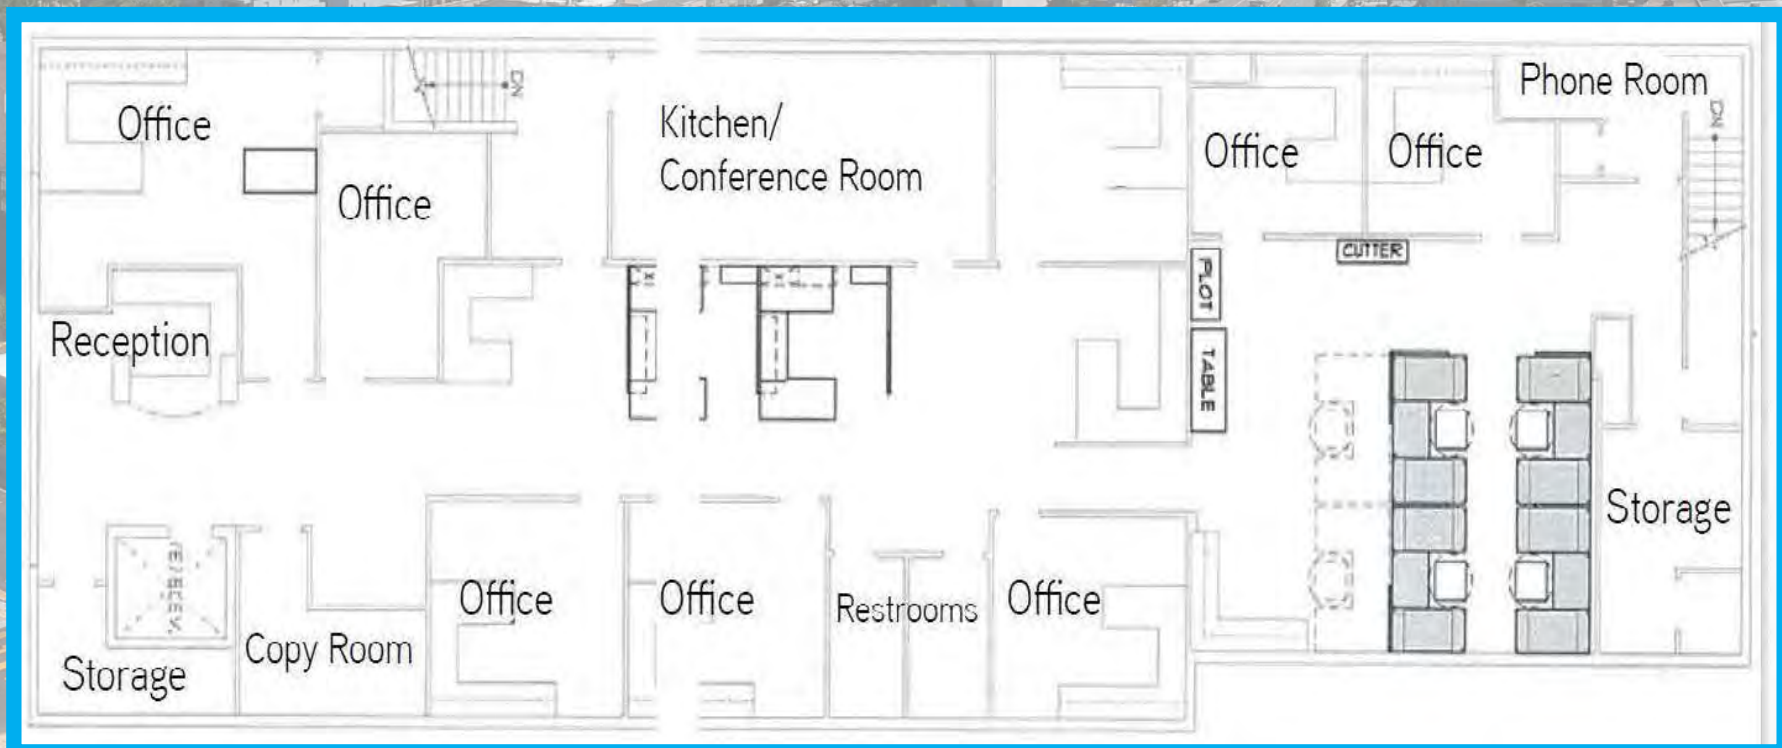 Phone Room
DN
DN
Office
Kitchen/
Conference Room
Office
Office
Office
CUTTER
PLOT
TABLE
Reception
Storage
Office
Office
Restrooms
Office
Copy Room
Storage